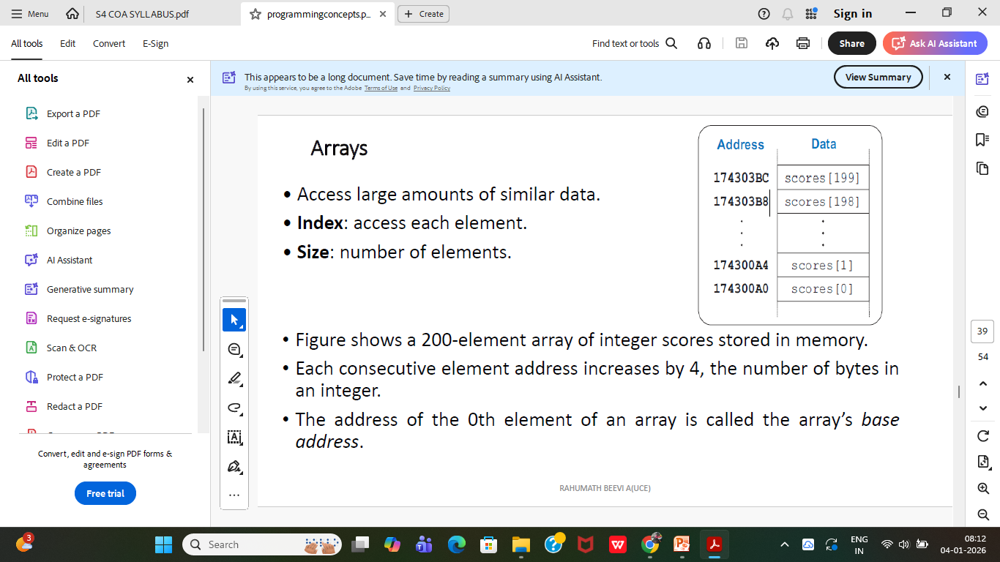 Menu
S4 COA SYLLABUS.pdf
programmingconcepts.p...
Create
Sign in
All tools
Edit
Convert
E-Sign
Find text or tools
Share
Ask AI Assistant
All tools
Export a PDF
Edit a PDF
Create a PDF
Combine files
Organize pages
AI Assistant
Generative summary
Request e-signatures
Scan & OCR
Protect a PDF
Redact a PDF
Convert, edit and e-sign PDF forms &
agreements
Free trial
This appears to be a long document. Save time by reading a summary using AI Assistant.
By using this service, you agree to the Adobe Terms of Use and Privacy Policy
View Summary
Arrays
• Access large amounts of similar data.
• Index: access each element.
• Size: number of elements.
Address Data
174303BC scores[199]
174303B8 scores[198]
174300A4 scores[1]
174300A0 scores[0]
• Figure shows a 200-element array of integer scores stored in memory.
• Each consecutive element address increases by 4, the number of bytes in
an integer.
• The address of the 0th element of an array is called the array's base
address.
RAHUMATH BEEVI A(UCE)
39
54
3
Search
ENG
IN
08:12
04-01-2026